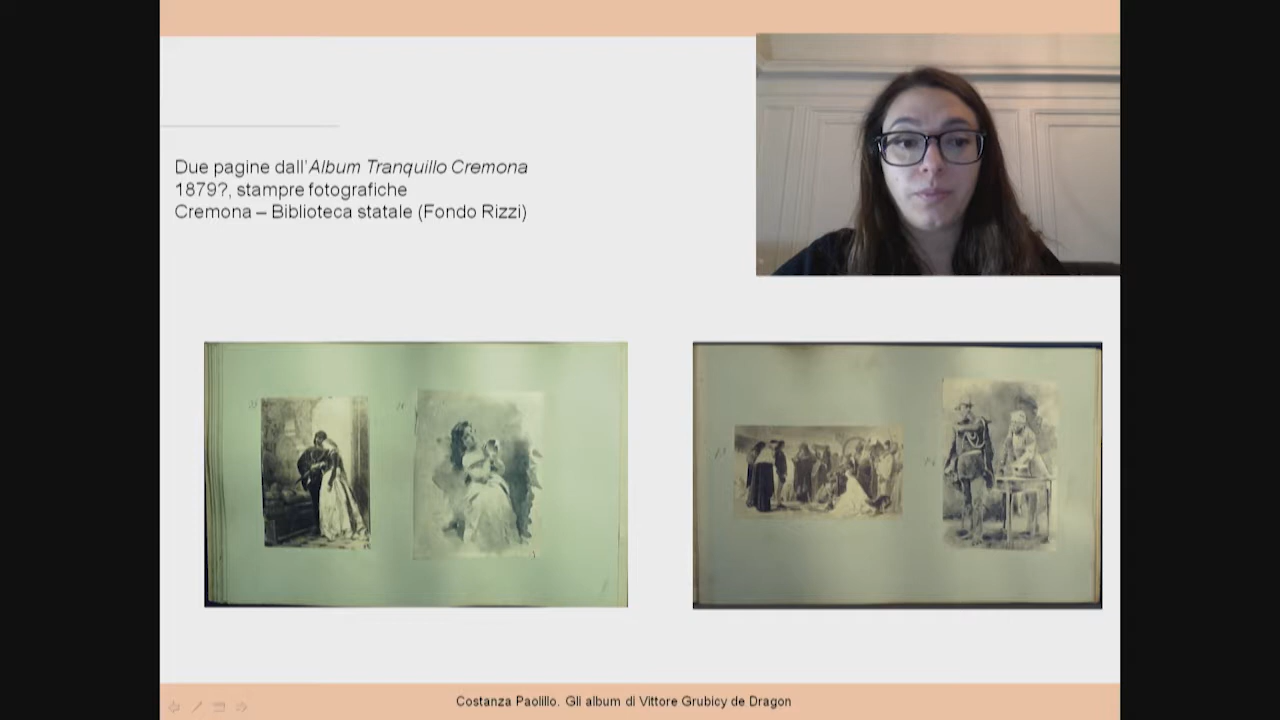 Due pagine dall'Album Tranquillo Cremona
1879?, stampre fotografiche
Cremona – Biblioteca statale (Fondo Rizzi)
Costanza Paolillo. Gli album di Vittore Grubicy de Dragon